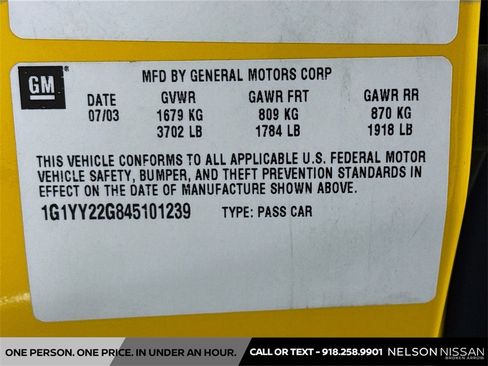 GM ®
MFD BY GENERAL MOTORS CORP
DATE GVWR GAWR FRT GAWR RR
07/03 1679 KG 809 KG 870 KG
3702 LB 1784 LB 1918 LB
THIS VEHICLE CONFORMS TO ALL APPLICABLE U.S. FEDERAL MOTOR
VEHICLE SAFETY, BUMPER, AND THEFT PREVENTION STANDARDS IN
EFFECT ON THE DATE OF MANUFACTURE SHOWN ABOVE.
1G1YY22G845101239 TYPE: PASS CAR
ONE PERSON. ONE PRICE. IN UNDER AN HOUR. CALL OR TEXT - 918.258.9901 NELSON NISSAN
BROKEN ARROW